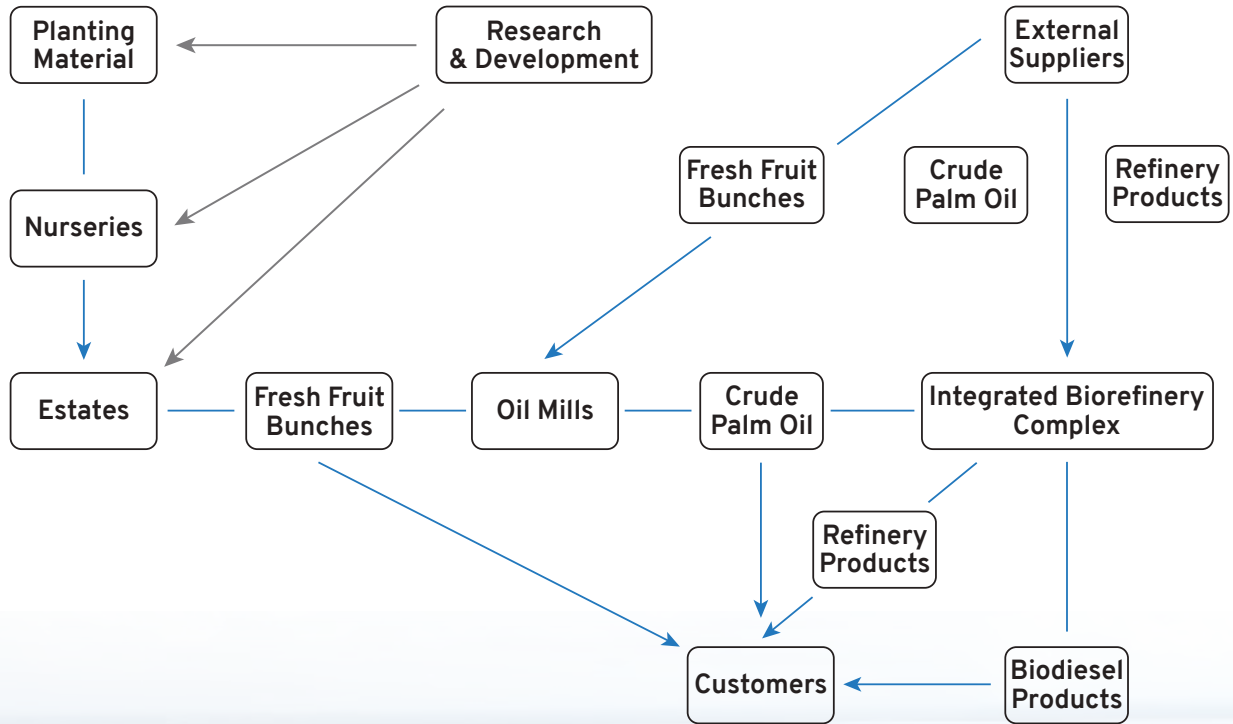 Planting
Material
Research
& Development
External
Suppliers
Fresh Fruit
Bunches
Crude
Palm Oil
Refinery
Products
Nurseries
Estates
Fresh Fruit
Bunches
Oil Mills
Crude
Palm Oil
Integrated Biorefinery
Complex
Refinery
Products
Customers
Biodiesel
Products